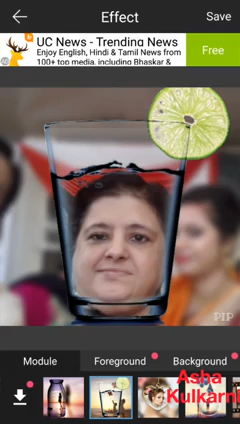 Effect
Save
UC News - Trending News
Enjoy English, Hindi & Tamil News from
100+ top media, including Bhaskar &
Free
PIP
Module
Foreground
Background
Asha
Kulkarni